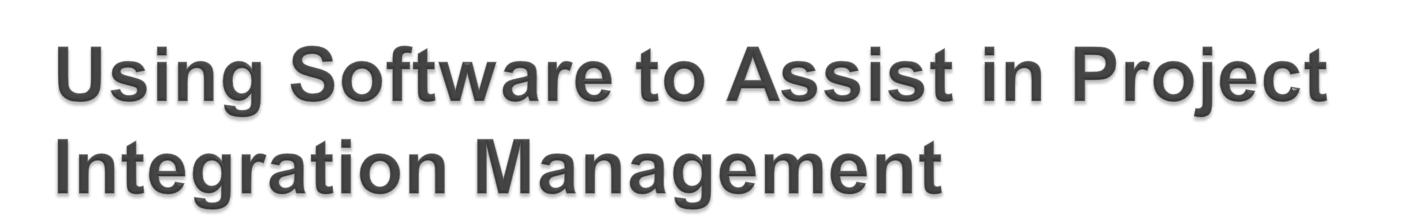 Using Software to Assist in Project
Integration Management